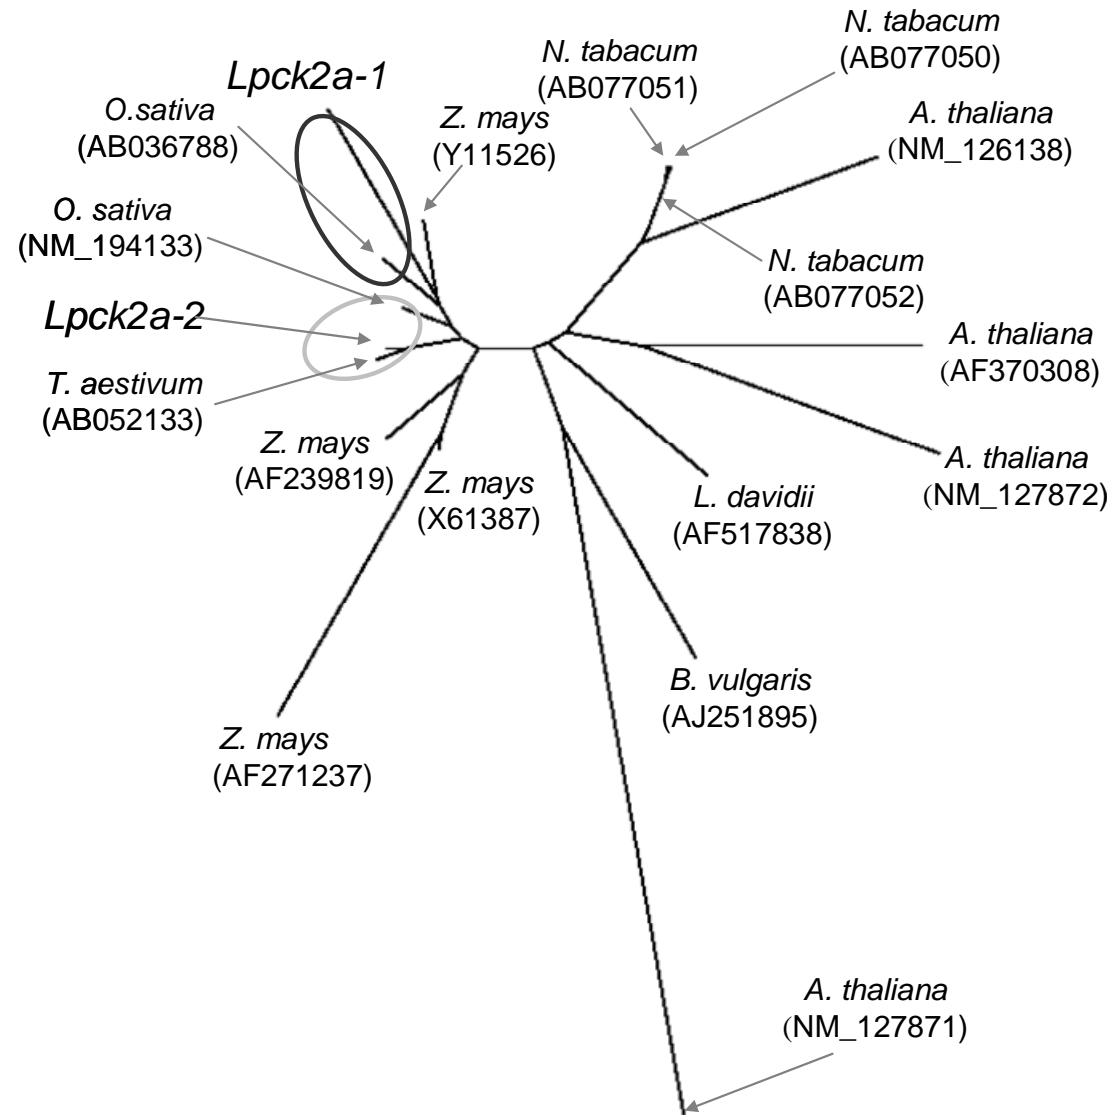 N. tabacum
(AB077050)
N. tabacum
(AB077051)
Lpck2a-1
O.sativa
(AB036788)
Z. mays
(Y11526)
A. thaliana
(NM_126138)
O. sativa
(NM_194133)
N. tabacum
(AB077052)
Lpck2a-2
A. thaliana
(AF370308)
T. aestivum
(AB052133)
Z. mays
(AF239819)
Z. mays
(X61387)
L. davidii
(AF517838)
A. thaliana
(NM_127872)
B. vulgaris
(AJ251895)
Z. mays
(AF271237)
A. thaliana
(NM_127871)